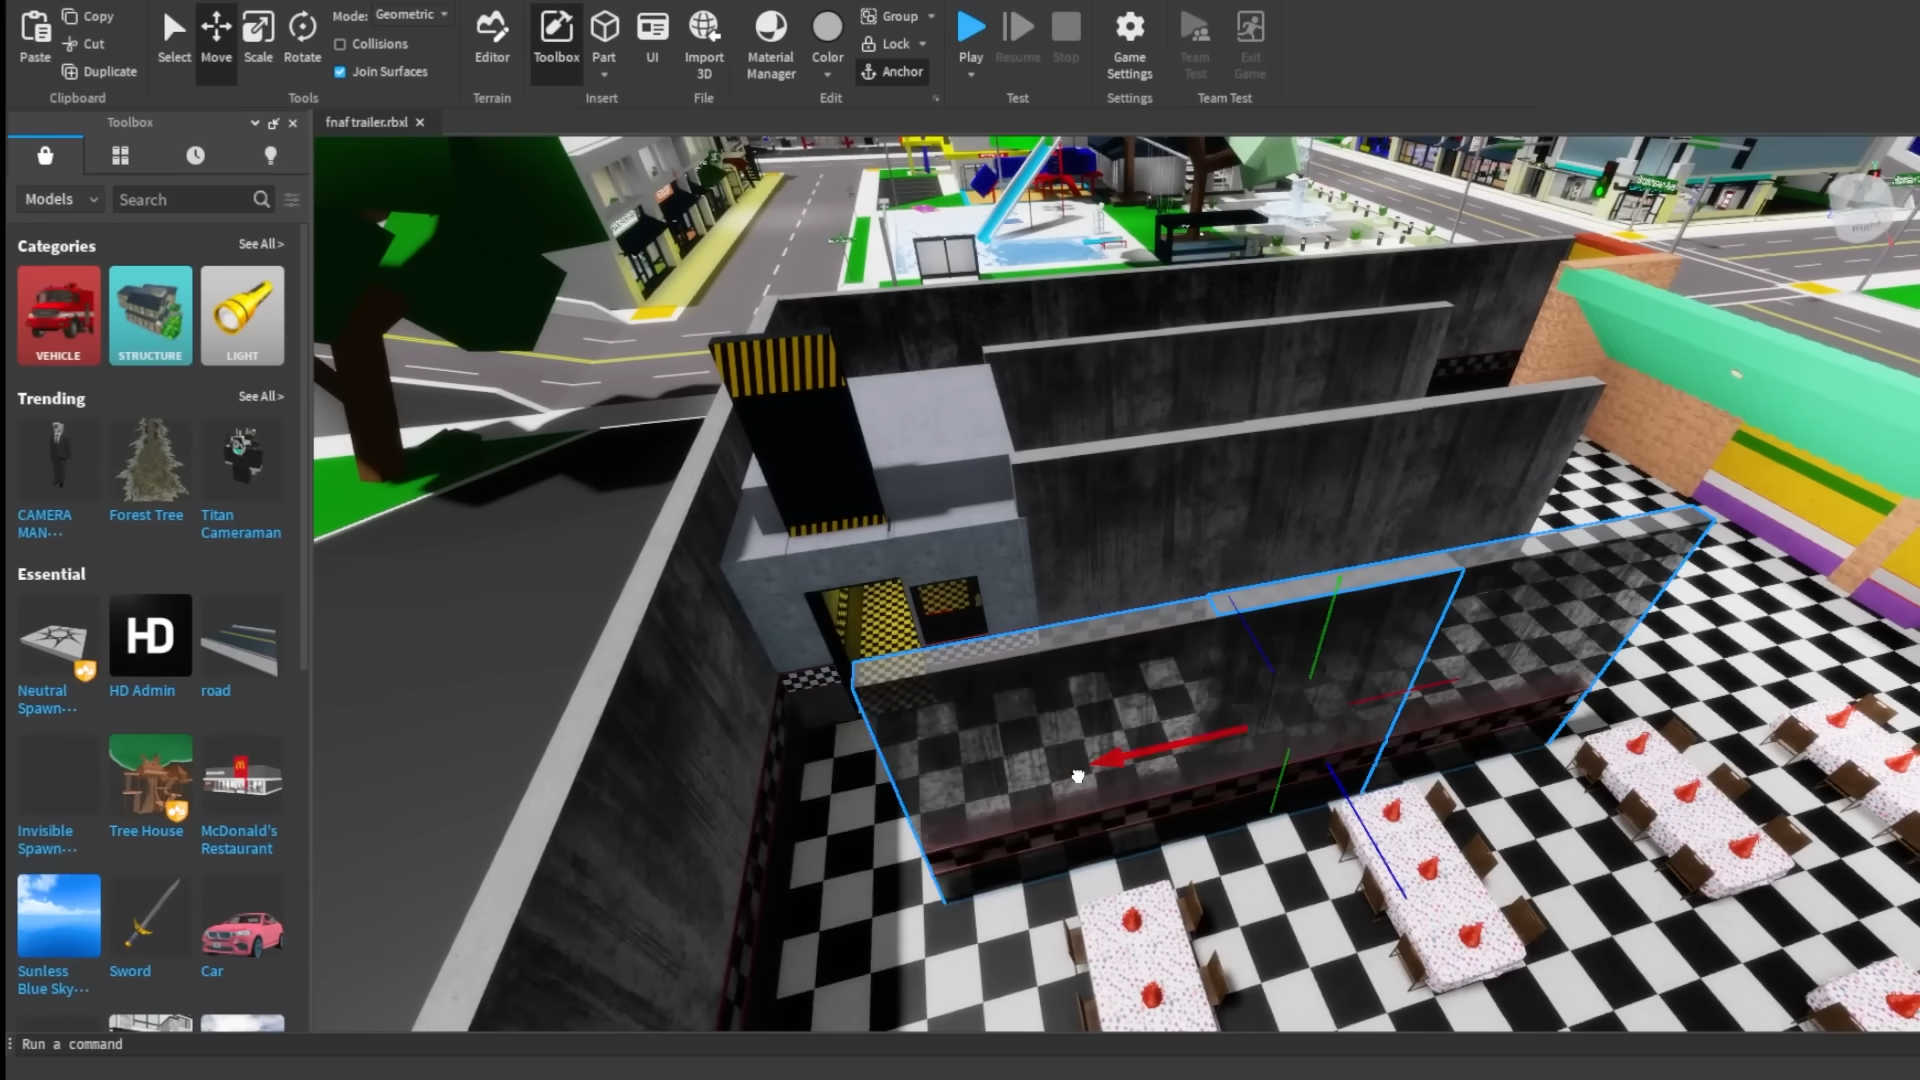 Copy
Cut
Duplicate
Paste
Clipboard
Select
Move
Scale
Rotate
Mode: Geometric
Collisions
Join Surfaces
Tools
Editor
Terrain
Toolbox
Part
UI
Insert
Import
3D
File
Material
Manager
Color
Group
Lock
Anchor
Edit
Play
Resume
Stop
Test
Game
Settings
Settings
Team
Test
Exit
Game
Team Test
Toolbox
fnaf trailer.rbxl
Models
Search
Categories
See All >
VEHICLE
STRUCTURE
LIGHT
Trending
See All >
CAMERA
MAN...
Forest Tree
Titan
Cameraman
Essential
See All >
HD
Neutral
Spawn...
HD Admin
road
Invisible
Spawn...
Tree House
McDonald's
Restaurant
Sunless
Blue Sky...
Sword
Car
Right
Run a command